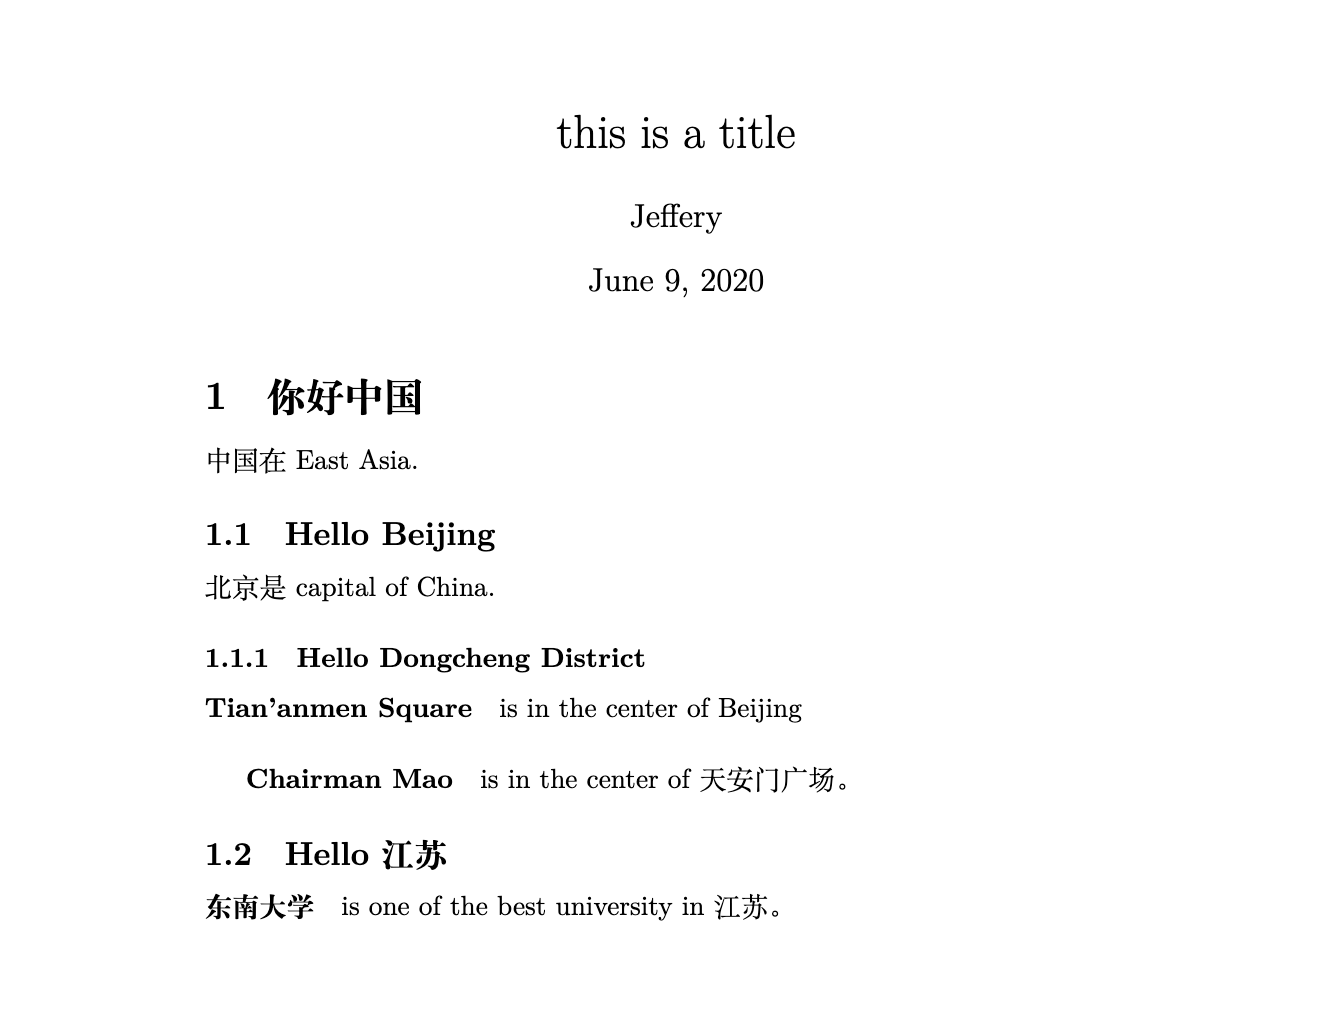 this is a title
Jeffery
June 9, 2020
1 你好中国
中国在 East Asia.
1.1 Hello Beijing
北京是 capital of China.
1.1.1 Hello Dongcheng District
Tian’anmen Square is in the center of Beijing
Chairman Mao is in the center of 天安门广场。
1.2 Hello 江苏
东南大学 is one of the best university in 江苏。